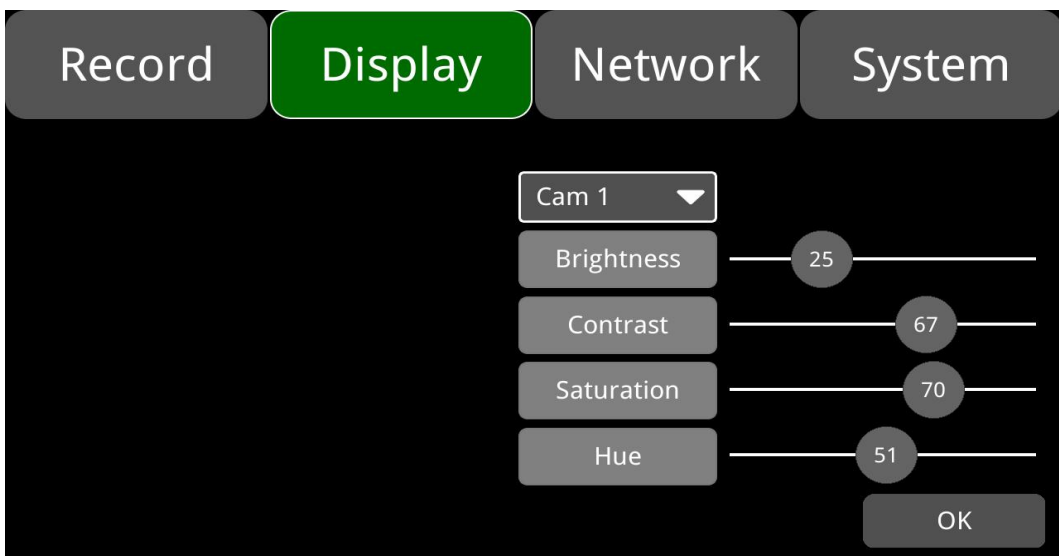 Record Display Network System
Cam 1
Brightness 25
Contrast 67
Saturation 70
Hue 51
OK